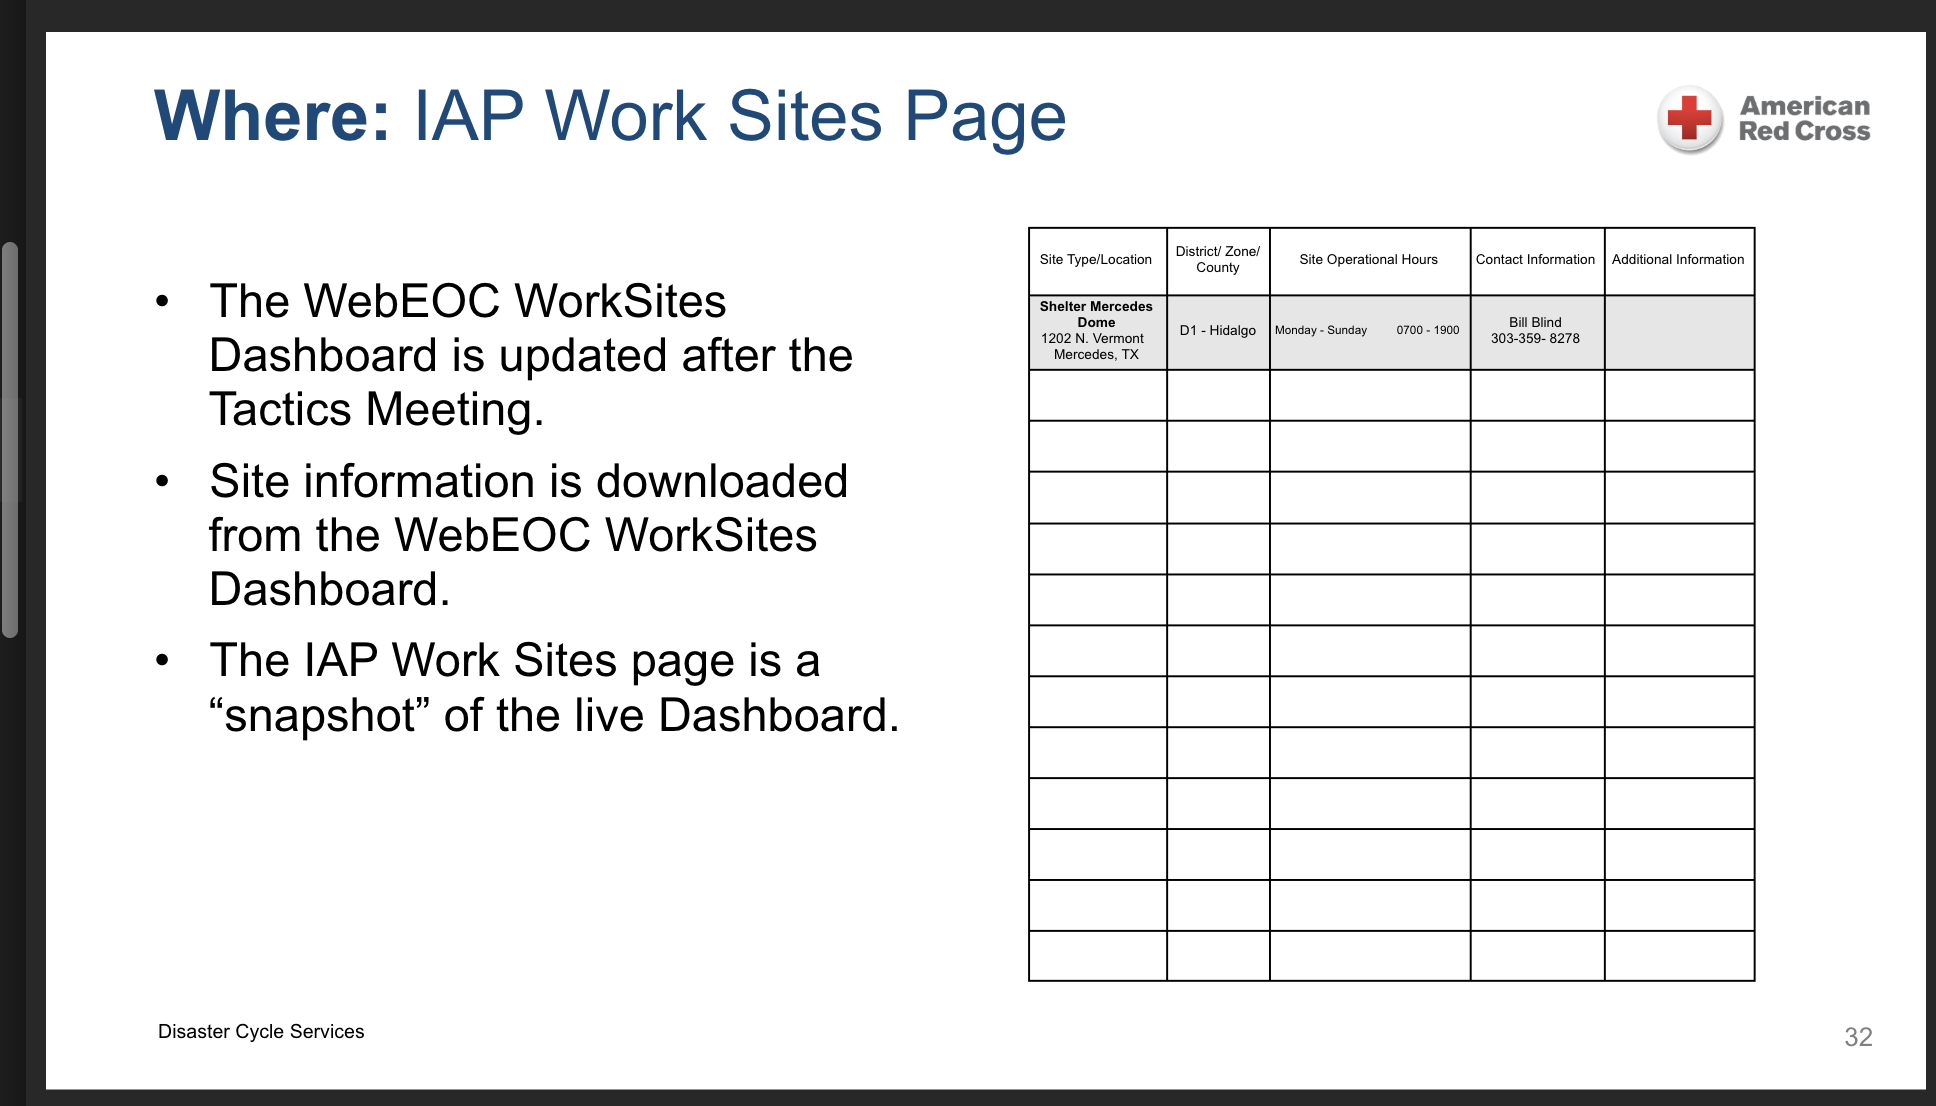 Where: IAP Work Sites Page
American
Red Cross
• The WebEOC WorkSites
Dashboard is updated after the
Tactics Meeting.
• Site information is downloaded
from the WebEOC WorkSites
Dashboard.
• The IAP Work Sites page is a
“snapshot” of the live Dashboard.
Site Type/Location
District/ Zone/
County
Site Operational Hours
Contact Information
Additional Information
Shelter Mercedes
Dome
1202 N. Vermont
Mercedes, TX
D1 - Hidalgo
Monday - Sunday 0700 - 1900
Bill Blind
303-359- 8278
Disaster Cycle Services
32